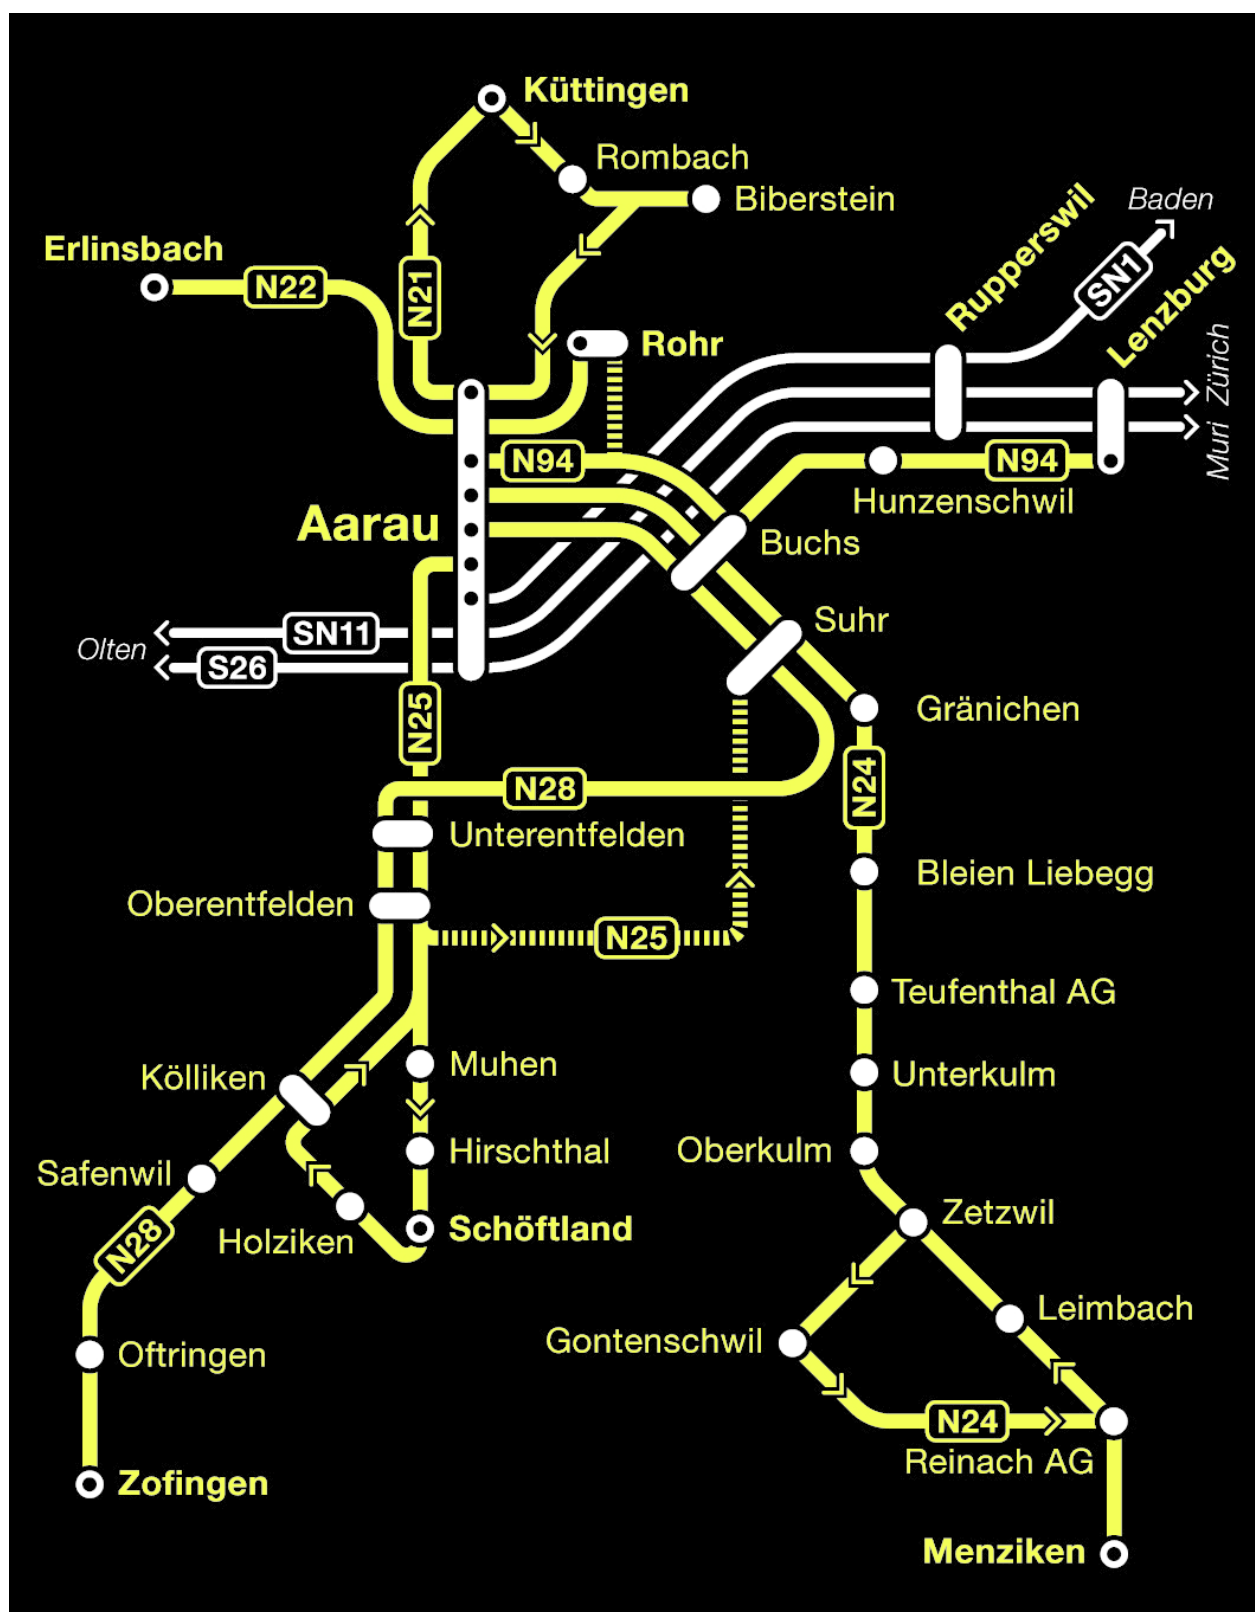 Küttingen
Rombach
Biberstein
Baden
Ruppperswil
Erlinsbach
N22
N21
SN1
Lenzburg
Rohr
Zürich
Muri
N94
N94
Hunzenschwil
Aarau
Buchs
Suhr
SN11
Olten
S26
N25
Gränichen
N28
N24
Unterentfelden
Bleien Liebegg
Oberentfelden
N25
Teufenthal AG
Kölliken
Muhen
Unterkulm
Safenwil
Hirschthal
Oberkulm
Holziken
Schöftland
Zetzwil
N28
Leimbach
Oftringen
Gontenschwil
N24
Reinach AG
Zofingen
Menziken